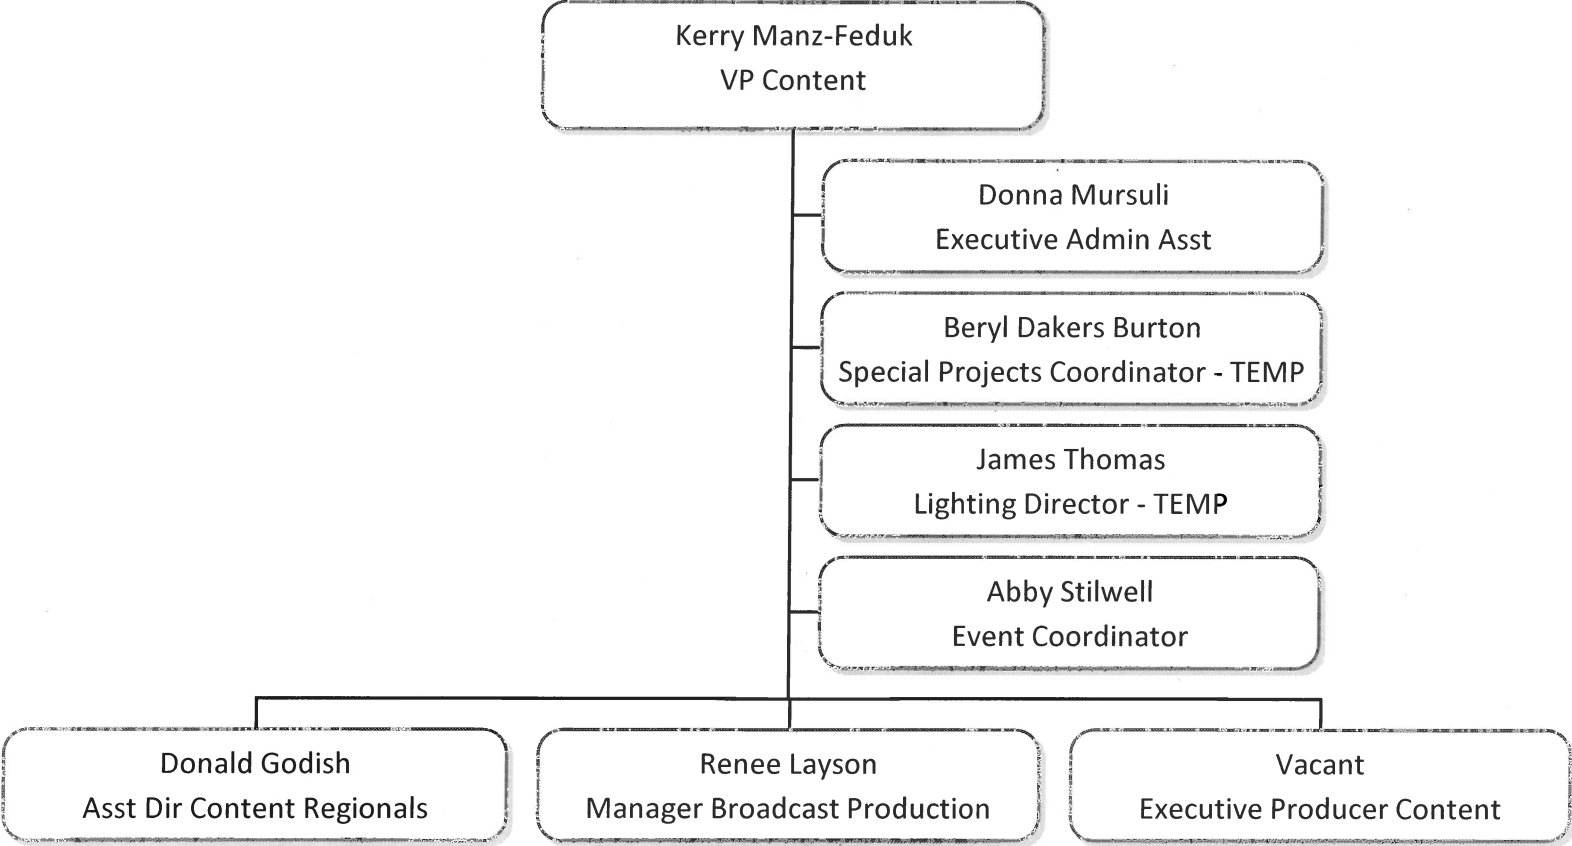 Kerry Manz-Feduk
VP Content
Donna Mursuli
Executive Admin Asst
Beryl Dakers Burton
Special Projects Coordinator - TEMP
James Thomas
Lighting Director - TEMP
Abby Stilwell
Event Coordinator
Donald Godish
Asst Dir Content Regionals
Renee Layson
Manager Broadcast Production
Vacant
Executive Producer Content